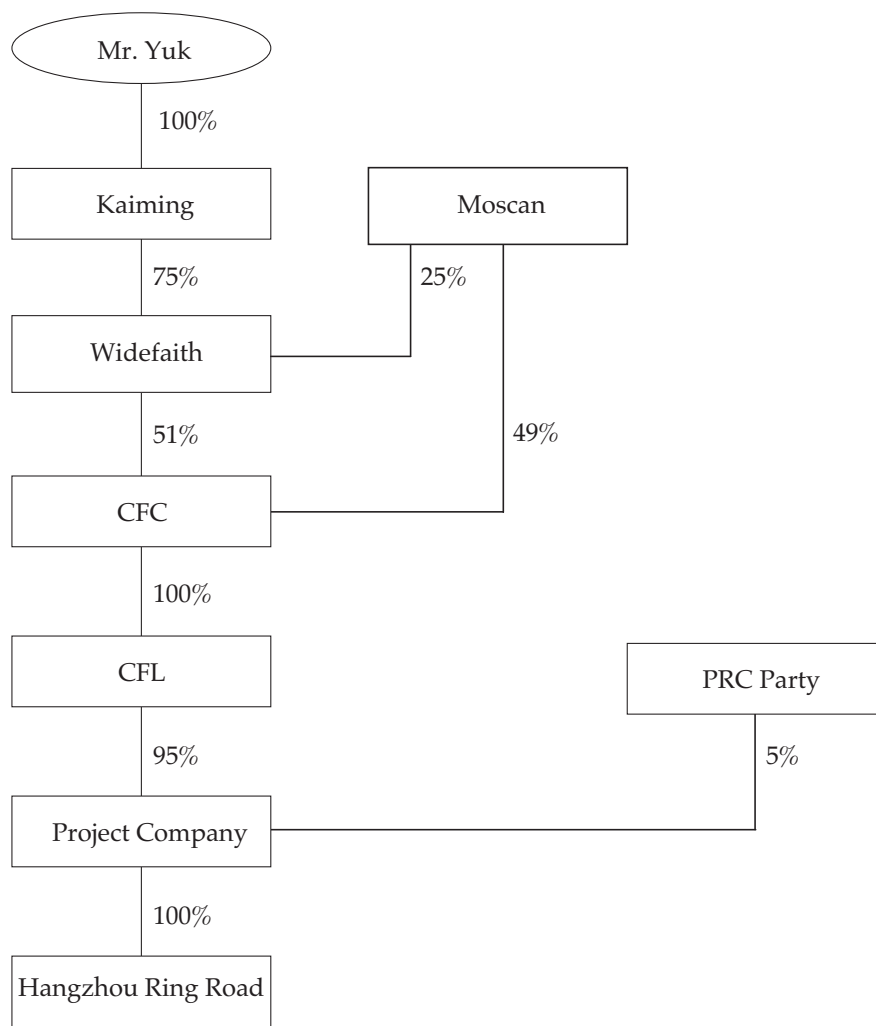 Mr. Yuk
100%
Kaiming
Moscan
75%
25%
Widefaith
51%
49%
CFC
100%
CFL
PRC Party
95%
5%
Project Company
100%
Hangzhou Ring Road